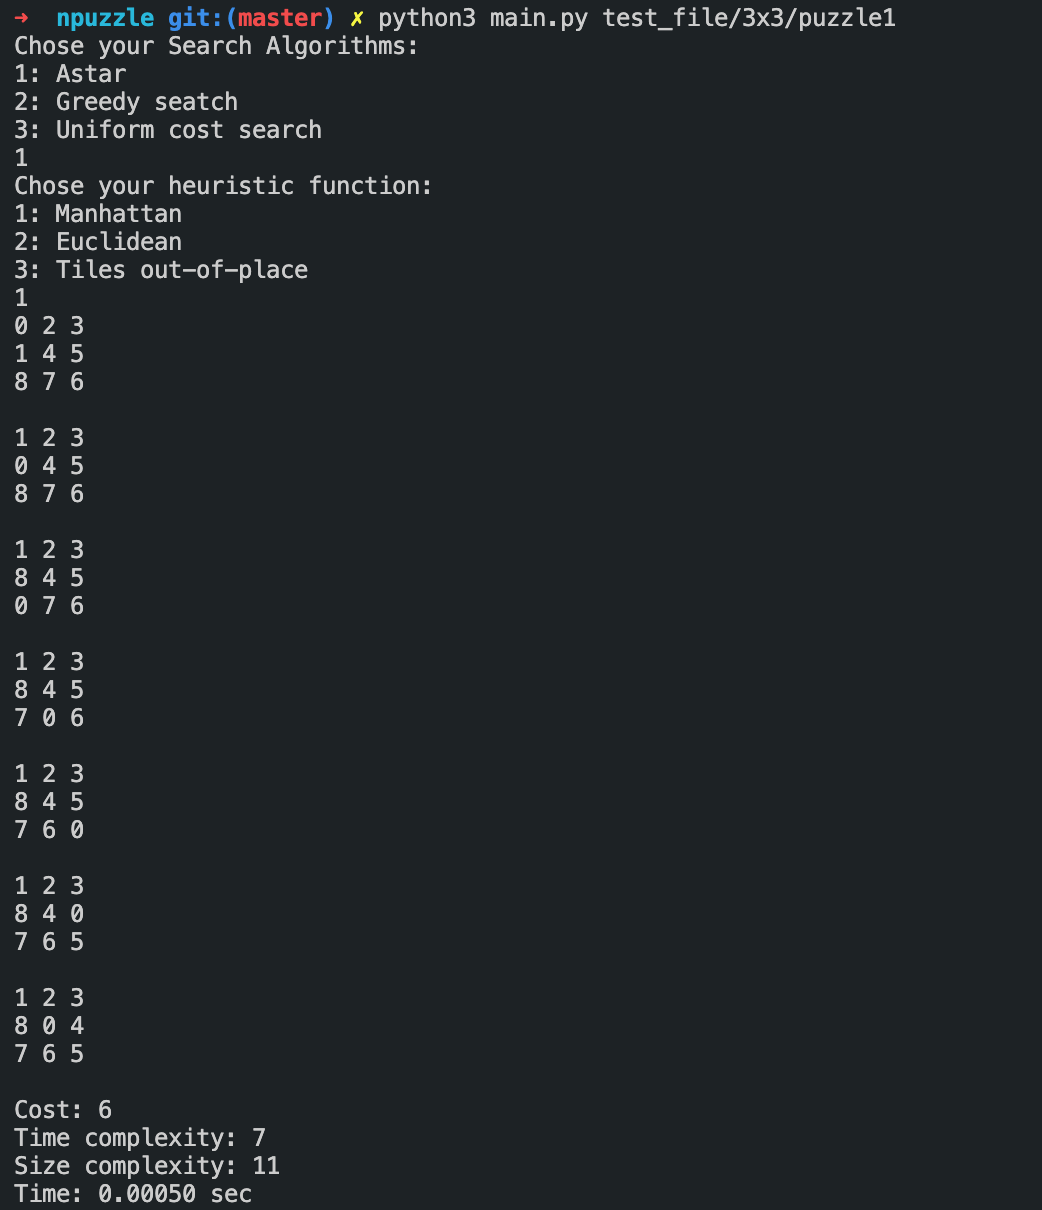 → npuzzle git:(master) ✗ python3 main.py test_file/3x3/puzzle1
Chose your Search Algorithms:
1: Astar
2: Greedy seatch
3: Uniform cost search
1
Chose your heuristic function:
1: Manhattan
2: Euclidean
3: Tiles out-of-place
1
0 2 3
1 4 5
8 7 6

1 2 3
0 4 5
8 7 6

1 2 3
8 4 5
0 7 6

1 2 3
8 4 5
7 0 6

1 2 3
8 4 5
7 6 0

1 2 3
8 4 0
7 6 5

1 2 3
8 0 4
7 6 5

Cost: 6
Time complexity: 7
Size complexity: 11
Time: 0.00050 sec